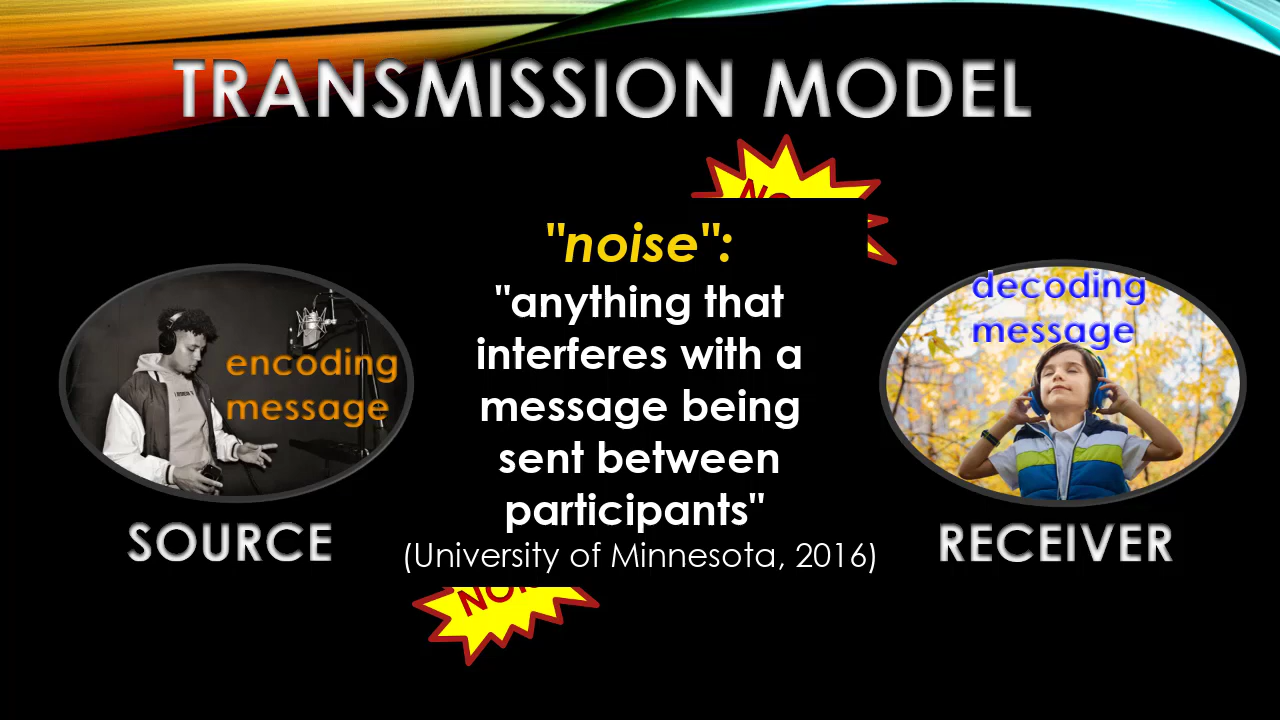 TRANSMISSION MODEL
"noise":
"anything that
interferes with a
message being
sent between
participants"
(University of Minnesota, 2016)
encoding
message
SOURCE
decoding
message
RECEIVER